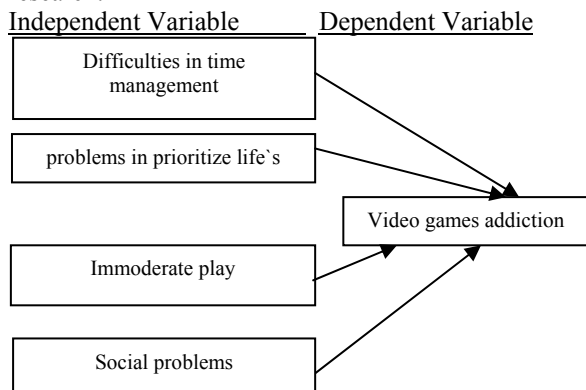 Independent Variable Dependent Variable
Difficulties in time
management
problems in prioritize life`s
Video games addiction
Immoderate play
Social problems